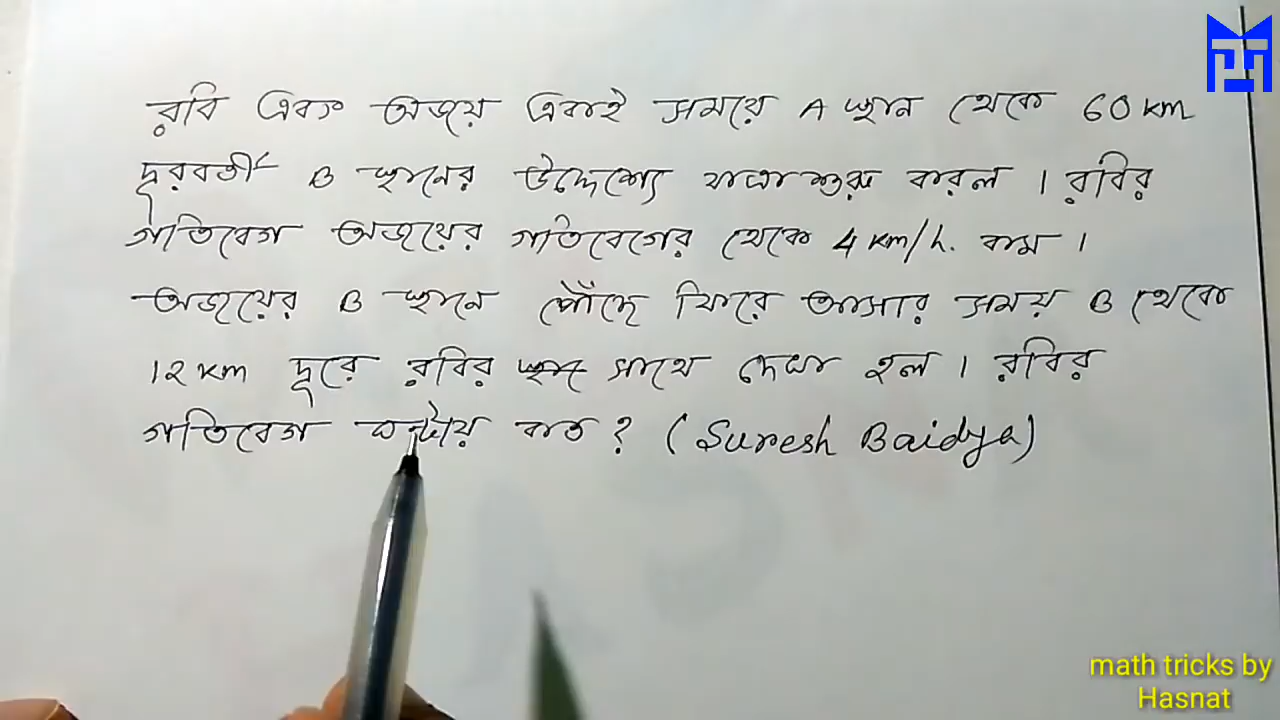 রবি এবং অজয় একই সময়ে A স্থান থেকে 60 km
দূরবর্তী B স্থানের উদ্দেশ্যে যাত্রাশুরু করল । রবির
গতিবেগ অজয়ের গতিবেগের থেকে 4 km/h. কম ।
অজয়ের B স্থানে পৌঁছে ফিরে আসার সময় B থেকে
12 km দূরে রবির সাথে দেখা হল । রবির
গতিবেগ ঘন্টায় কত ? (Suresh Baidya)
math tricks by
Hasnat